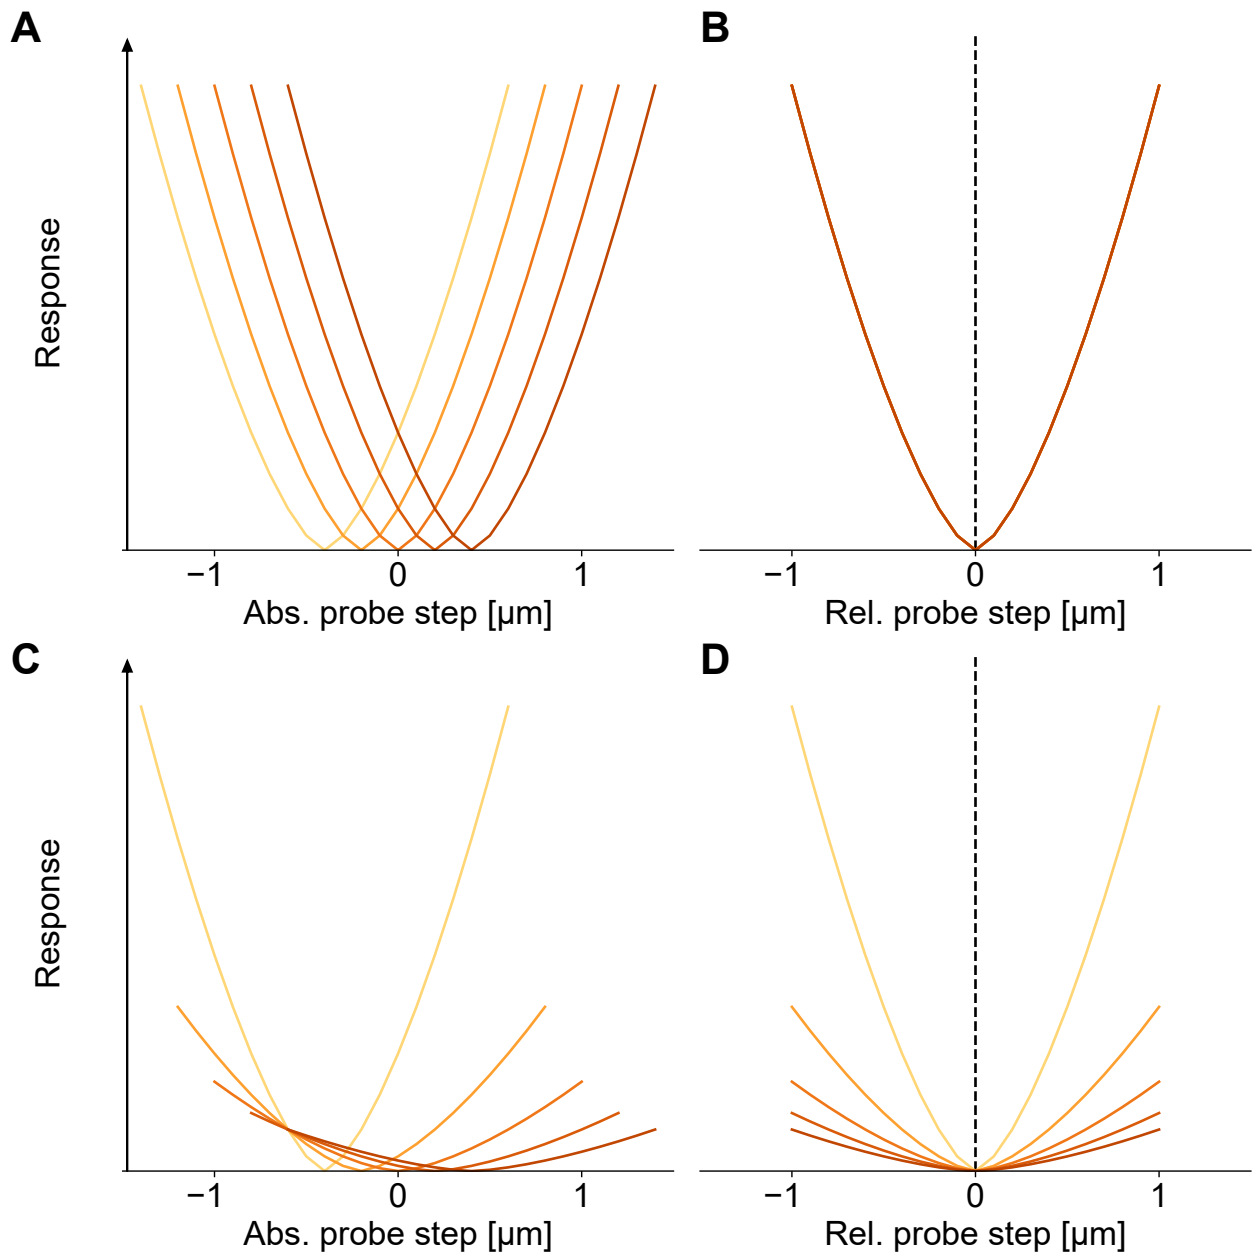 A
B
Response
−1 0 1
Abs. probe step [µm]
−1 0 1
Rel. probe step [µm]
C
D
Response
−1 0 1
Abs. probe step [µm]
−1 0 1
Rel. probe step [µm]